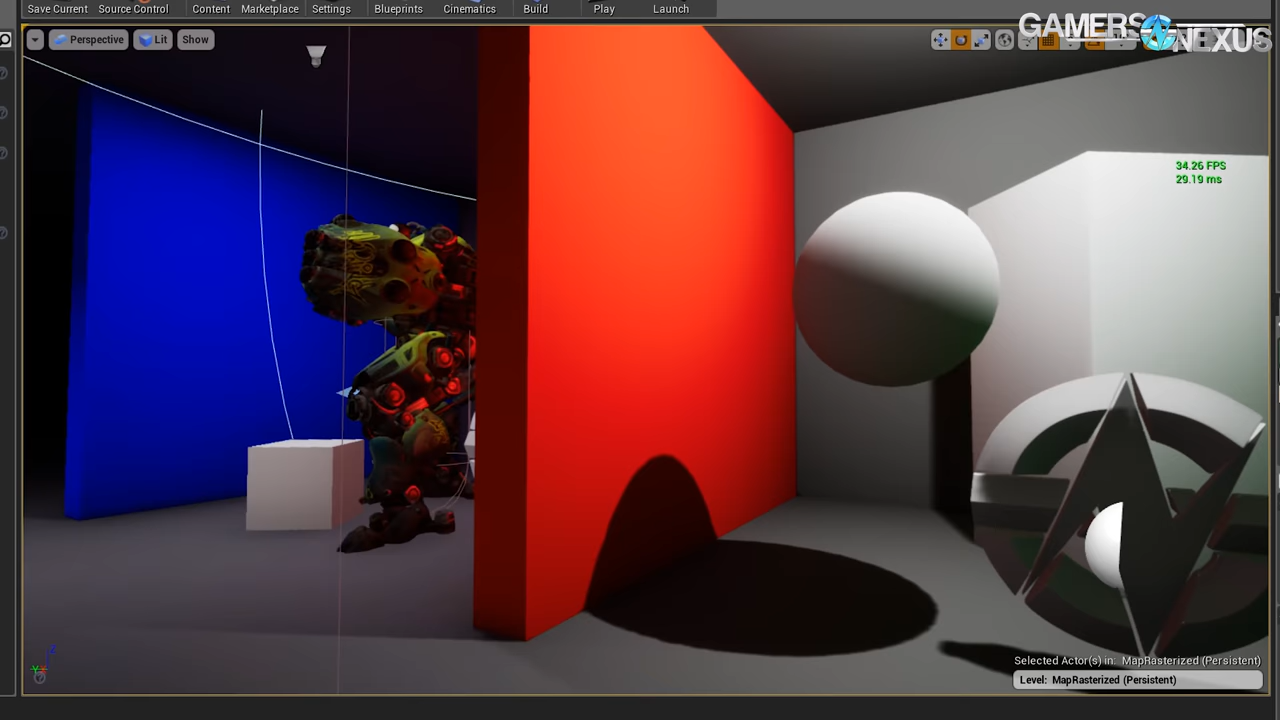 Save Current Source Control Content Marketplace Settings Blueprints Cinematics Build Play Launch
GAMERS NEXUS
Perspective Lit Show
34.26 FPS
29.19 ms
Selected Actor(s) in: MapRasterized (Persistent)
Level: MapRasterized (Persistent)